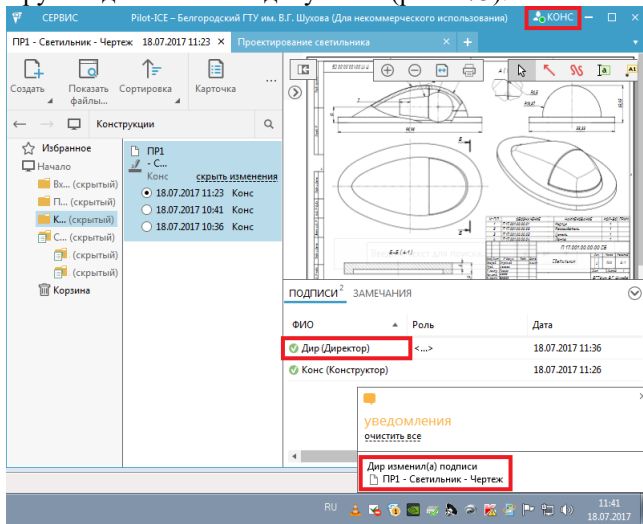 СЕРВИС Pilot-ICE – Белгородский ГТУ им. В.Г. Шухова (Для некоммерческого использования) КОНС
ПР1 - Светильник - Чертеж 18.07.2017 11:23 × Проектирование светильника × +
Создать Показать файлы... Сортировка Карточка ...
Конструкции
Избранное
Начало
Вх... (скрытый)
П... (скрытый)
К... (скрытый)
С... (скрытый)
(скрытый)
(скрытый)
Корзина
ПР1
- С...
Конс скрыть изменения
18.07.2017 11:23 Конс
18.07.2017 10:41 Конс
18.07.2017 10:36 Конс
Б-Б (4:1)
Светильник
ПОДПИСИ 2 ЗАМЕЧАНИЯ
ФИО Роль Дата
Дир (Директор) <...> 18.07.2017 11:36
Конс (Конструктор) 18.07.2017 11:26
уведомления
очистить все
Дир изменил(а) подписи
ПР1 - Светильник - Чертеж
RU 11:41
18.07.2017